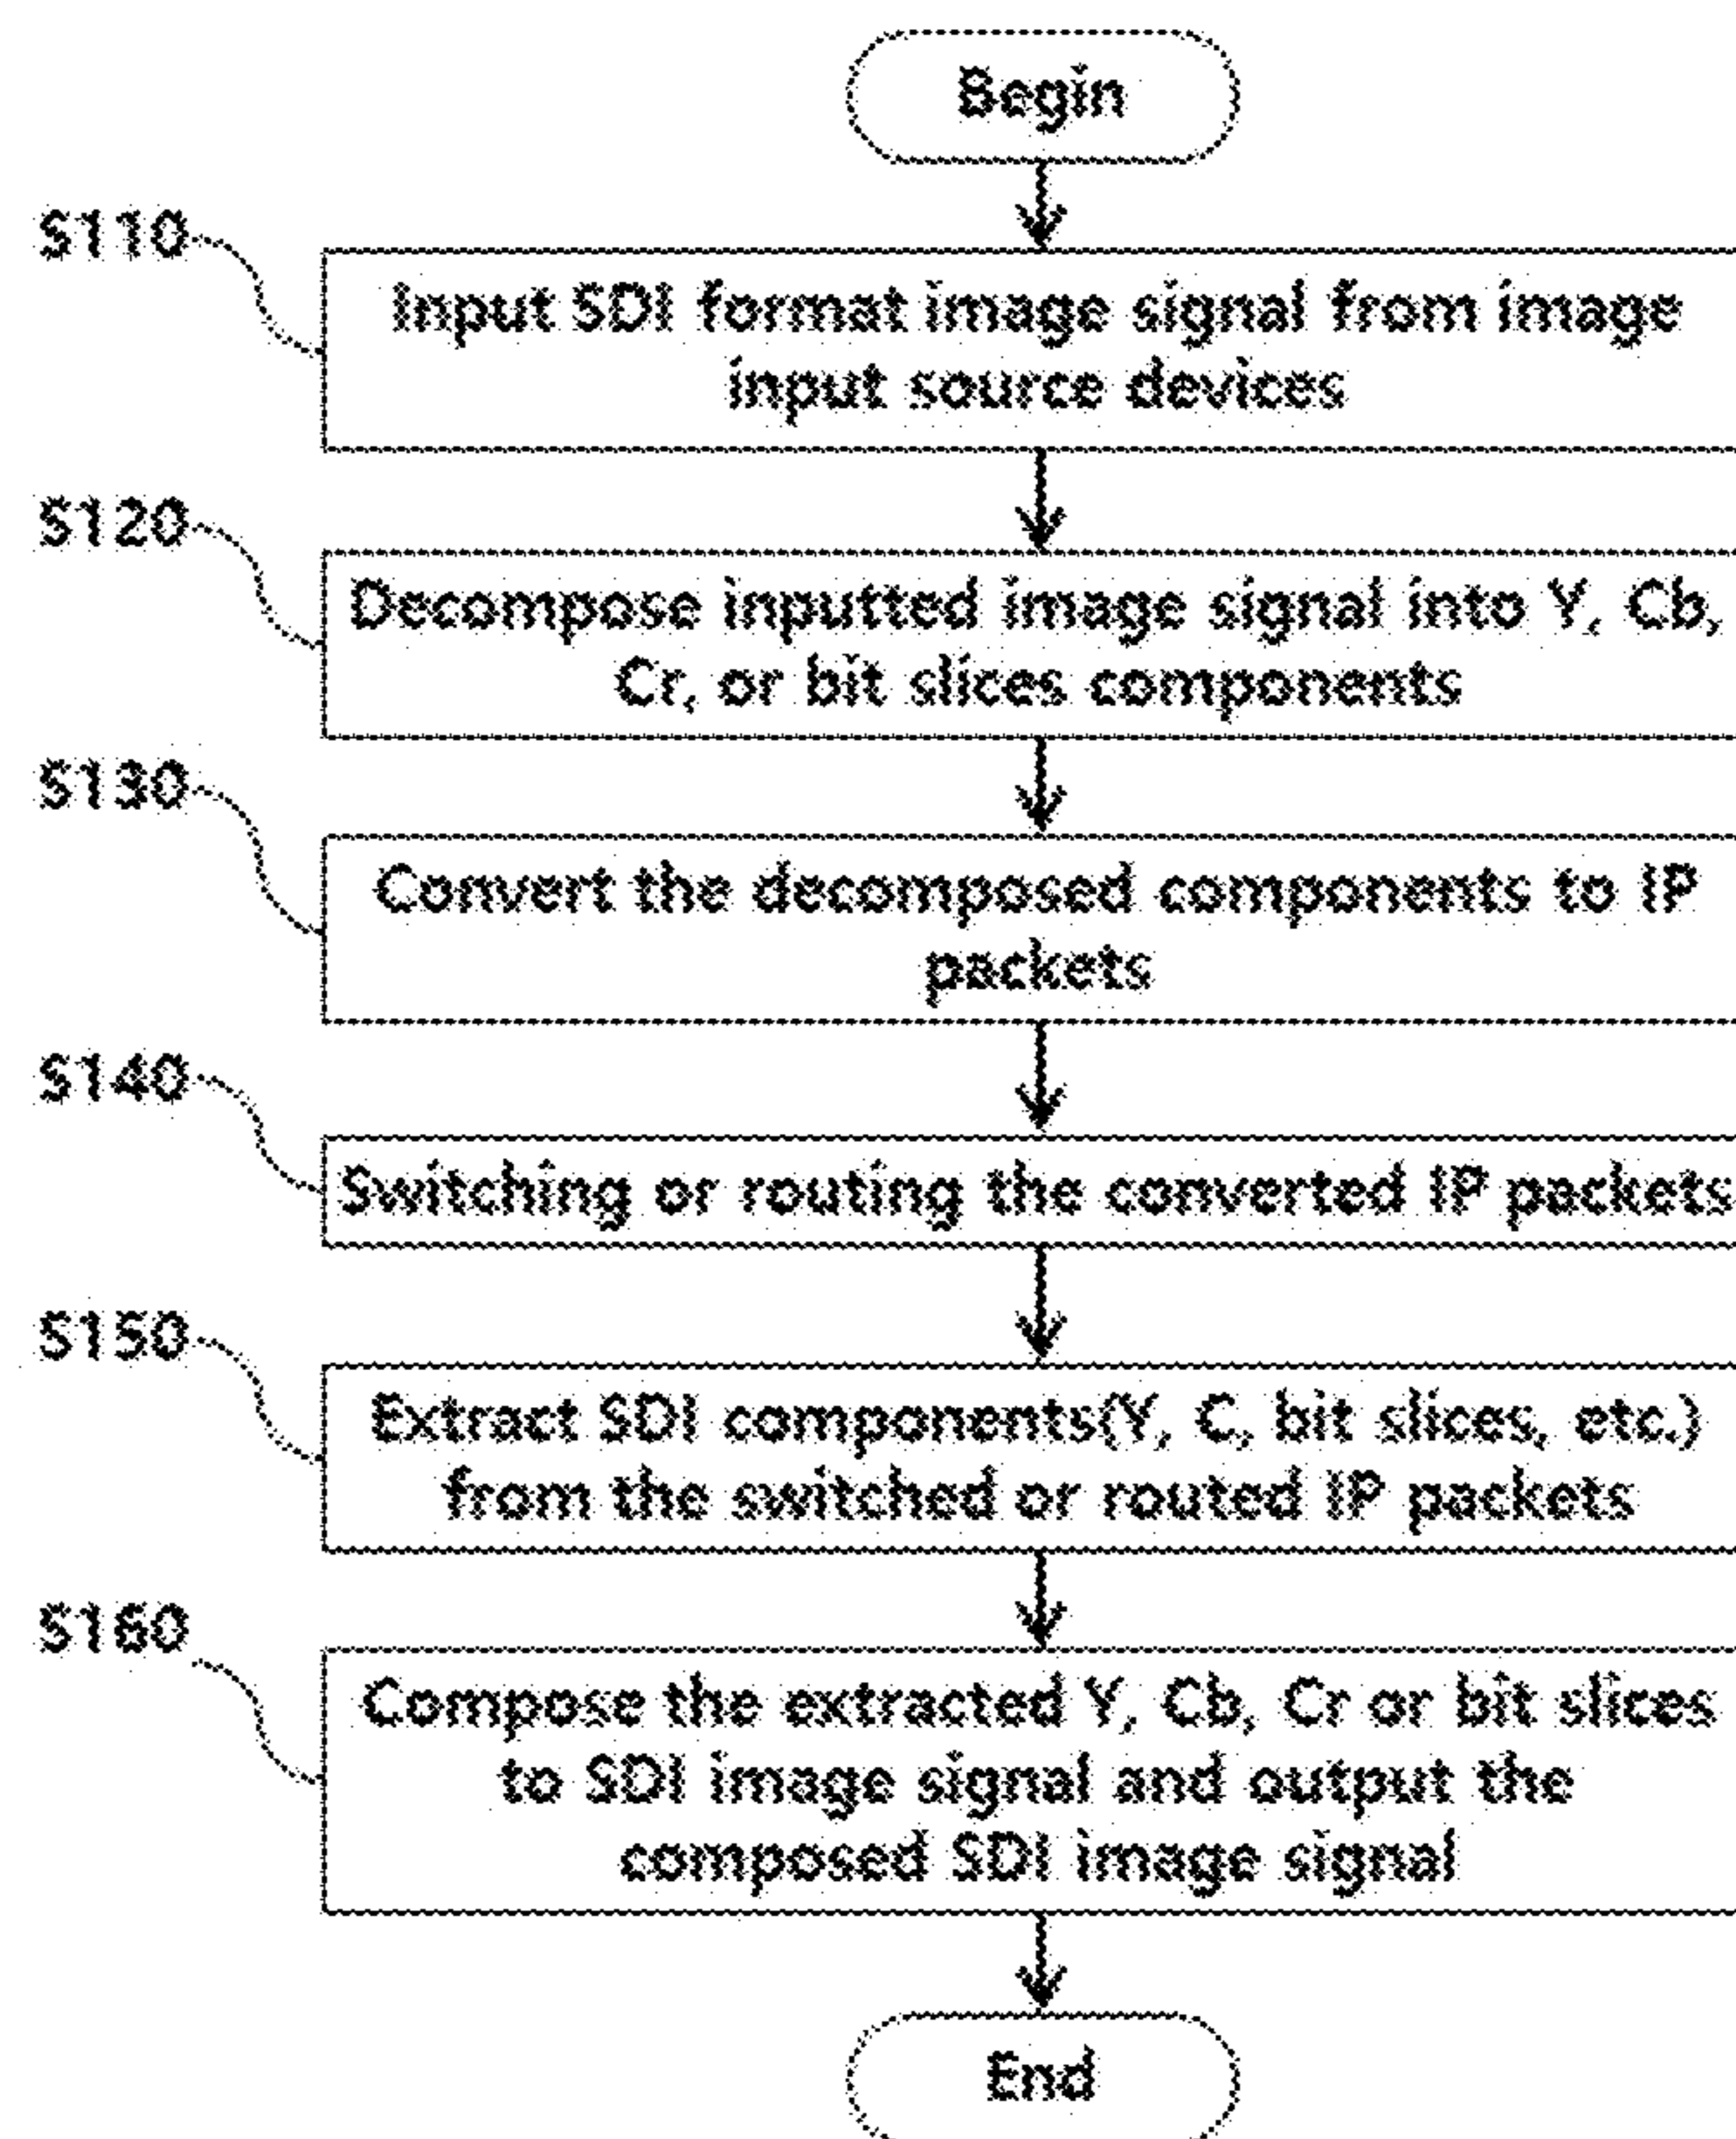 Begin
S110
Input SDI format image signal from image
input source devices
S120
Decompose inputted image signal into Y, Cb,
Cr, or bit slices components
S130
Convert the decomposed components to IP
packets
S140
Switching or routing the converted IP packets
S150
Extract SDI components(Y, C, bit slices, etc.)
from the switched or routed IP packets
S160
Compose the extracted Y, Cb, Cr or bit slices
to SDI image signal and output the
composed SDI image signal
End